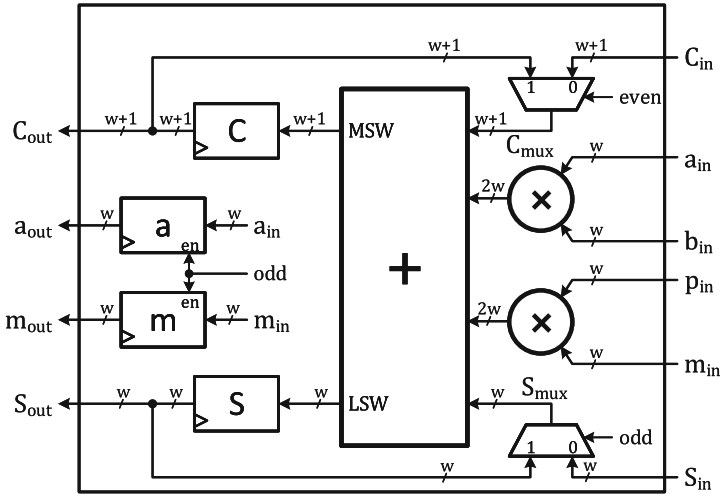 w+1 w+1 C_in
1 0
even
C_out w+1 w+1 C w+1 MSW w+1
C_mux w a_in
2w ×
a_out w a w a_in
en
w b_in
+
odd
w p_in
en
m_out w m w m_in
2w ×
w m_in
S_mux
S_out w w S w LSW w
odd
1 0
w w S_in